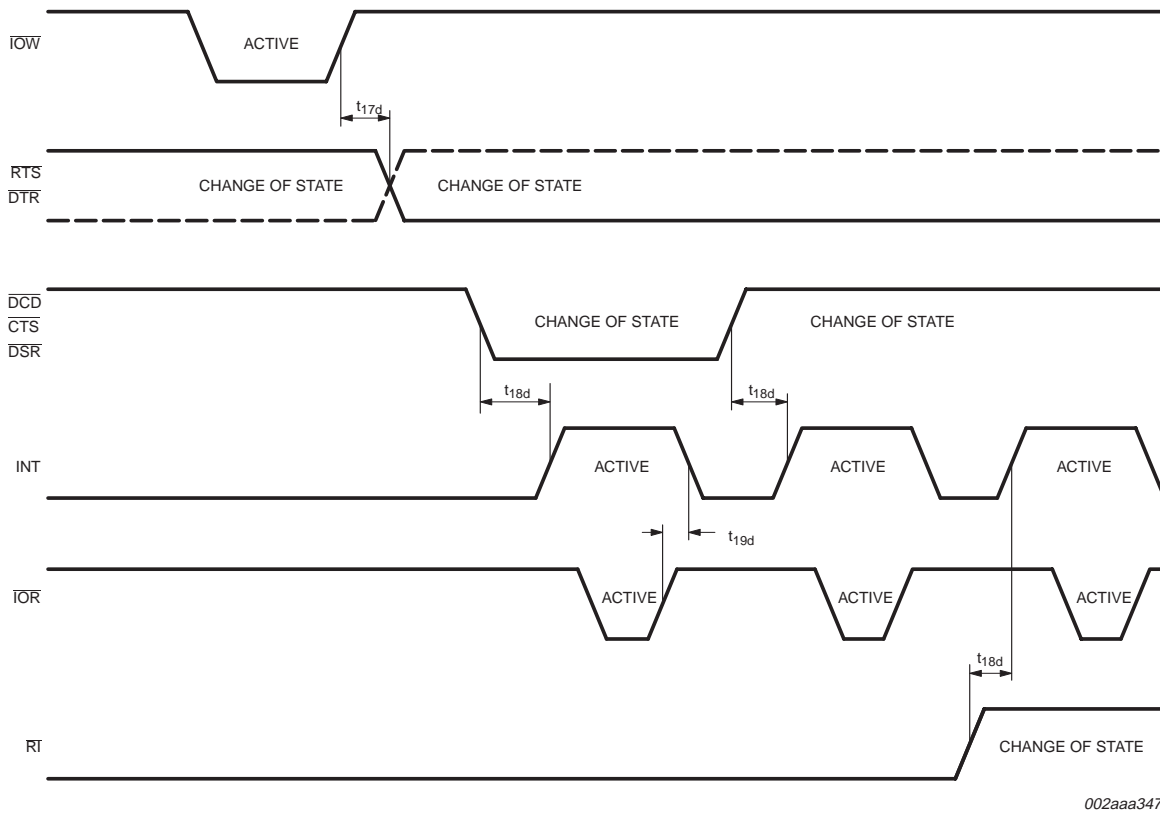 IOW
ACTIVE
t17d
RTS
DTR
CHANGE OF STATE
CHANGE OF STATE
DCD
CTS
DSR
CHANGE OF STATE
CHANGE OF STATE
t18d
t18d
INT
ACTIVE
ACTIVE
ACTIVE
t19d
IOR
ACTIVE
ACTIVE
ACTIVE
t18d
RI
CHANGE OF STATE
002aaa347